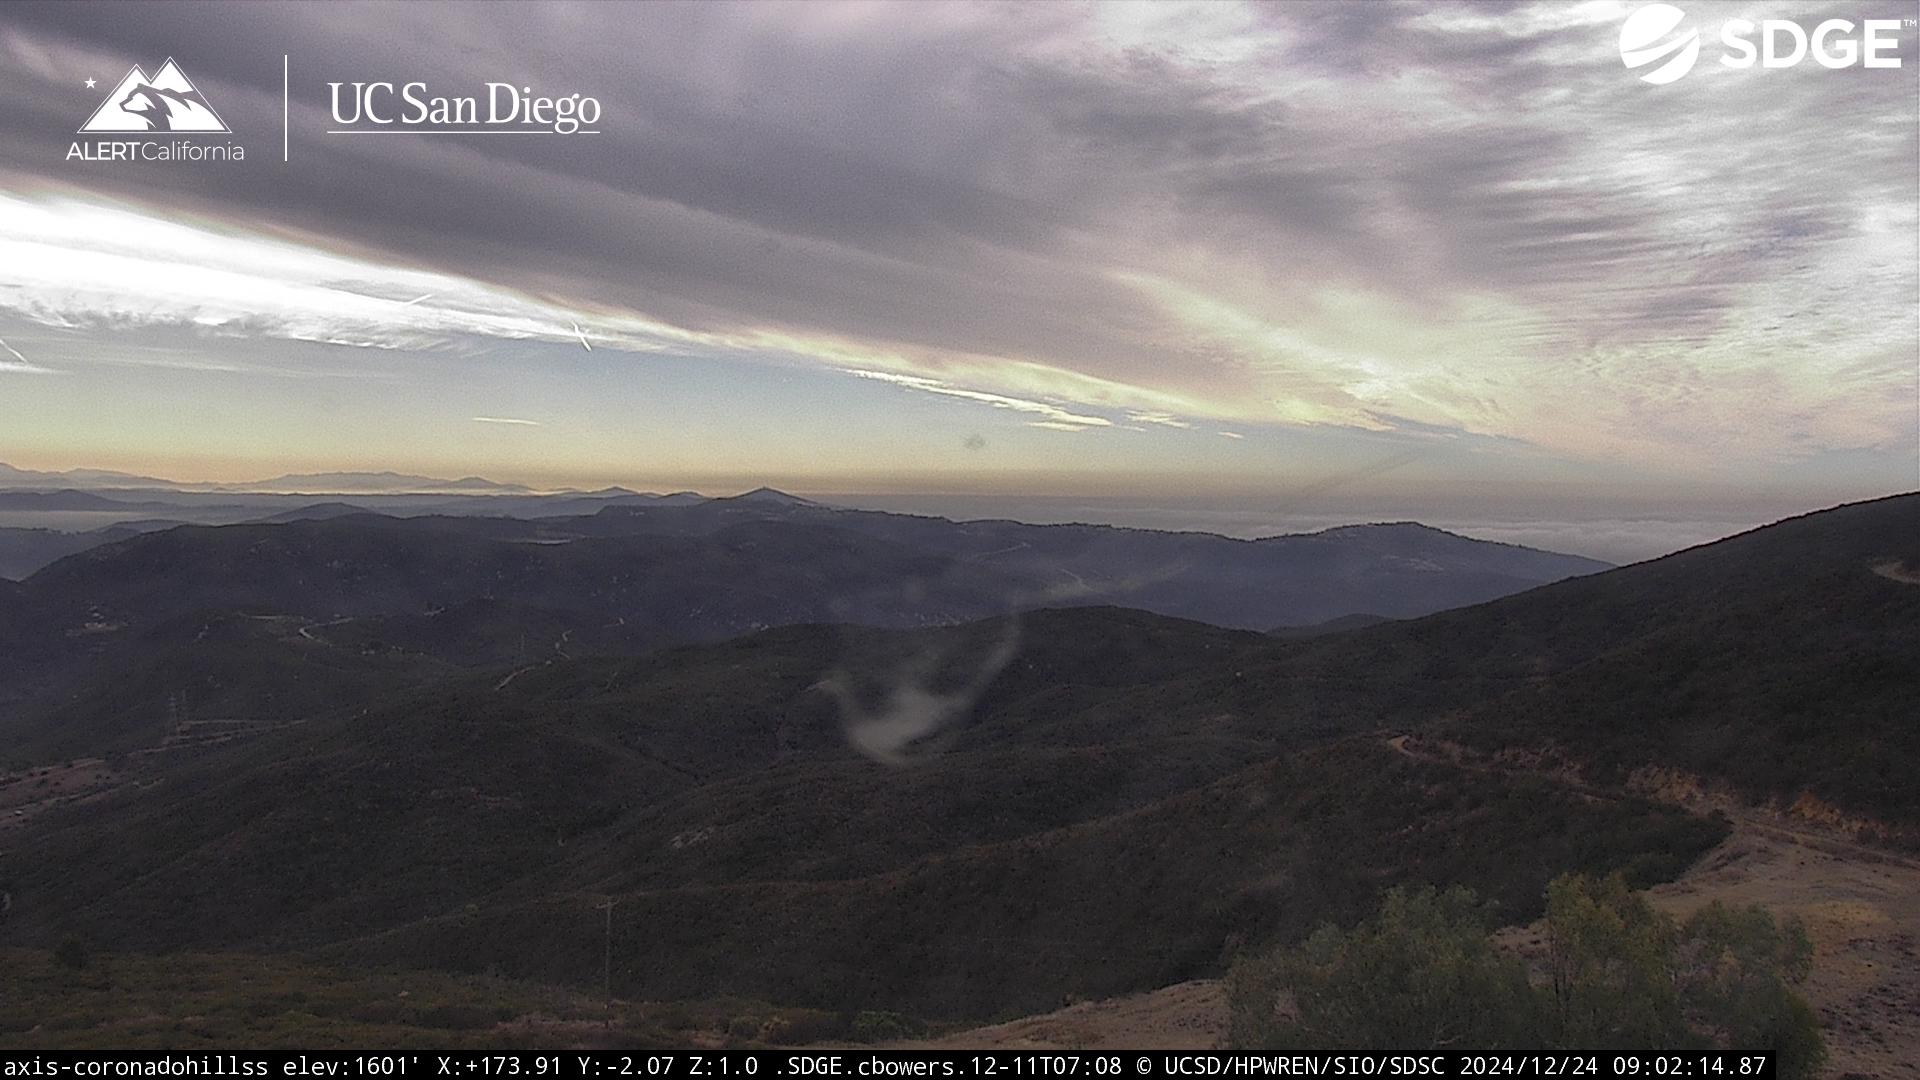 SDGE™
UC San Diego
ALERTCalifornia
axis-coronadohillss elev:1601' X:+173.91 Y:-2.07 Z:1.0 .SDGE.cbowers.12-11T07:08 © UCSD/HPWREN/SIO/SDSC 2024/12/24 09:02:14.87